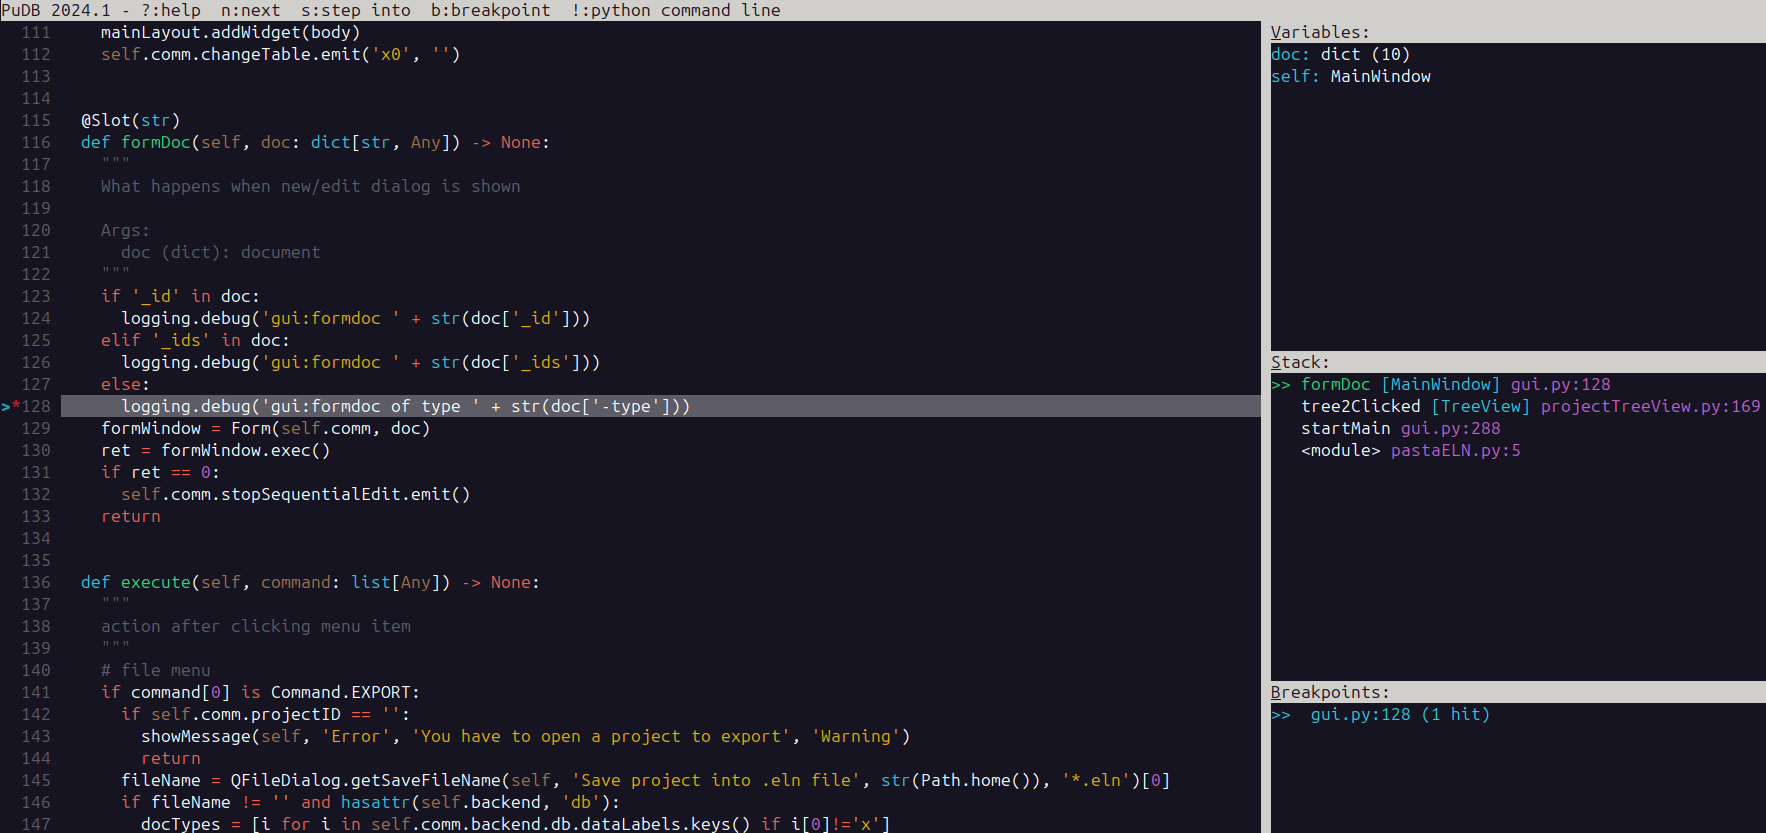 PuDB 2024.1 - ?:help  n:next  s:step into  b:breakpoint  !:python command line
111     mainLayout.addWidget(body)
112     self.comm.changeTable.emit('x0', '')
113
114
115   @Slot(str)
116   def formDoc(self, doc: dict[str, Any]) -> None:
117     """
118     What happens when new/edit dialog is shown
119
120     Args:
121       doc (dict): document
122     """
123     if '_id' in doc:
124       logging.debug('gui:formdoc ' + str(doc['_id']))
125     elif '_ids' in doc:
126       logging.debug('gui:formdoc ' + str(doc['_ids']))
127     else:
>*128       logging.debug('gui:formdoc of type ' + str(doc['-type']))
129     formWindow = Form(self.comm, doc)
130     ret = formWindow.exec()
131     if ret == 0:
132       self.comm.stopSequentialEdit.emit()
133     return
134
135
136   def execute(self, command: list[Any]) -> None:
137     """
138     action after clicking menu item
139     """
140     # file menu
141     if command[0] is Command.EXPORT:
142       if self.comm.projectID == '':
143         showMessage(self, 'Error', 'You have to open a project to export', 'Warning')
144         return
145       fileName = QFileDialog.getSaveFileName(self, 'Save project into .eln file', str(Path.home()), '*.eln')[0]
146       if fileName != '' and hasattr(self.backend, 'db'):
147         docTypes = [i for i in self.comm.backend.db.dataLabels.keys() if i[0]!='x']
Variables:
doc: dict (10)
self: MainWindow
Stack:
>> formDoc [MainWindow] gui.py:128
tree2Clicked [TreeView] projectTreeView.py:169
startMain gui.py:288
<module> pastaELN.py:5
Breakpoints:
>>  gui.py:128 (1 hit)